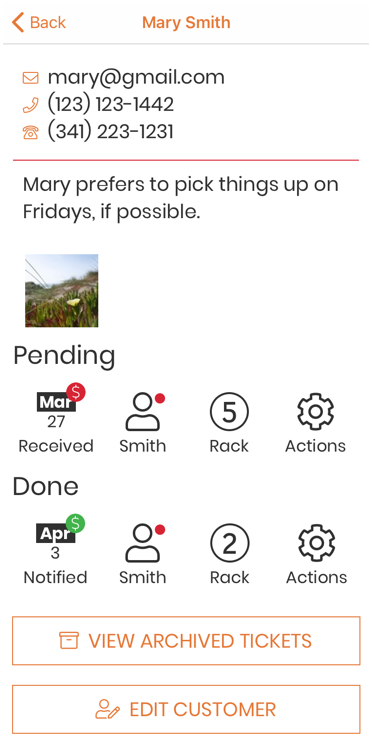 Back
Mary Smith
mary@gmail.com
(123) 123-1442
(341) 223-1231
Mary prefers to pick things up on
Fridays, if possible.
Pending
Mar $
27
Received
Smith
5
Rack
Actions
Done
Apr $
3
Notified
Smith
2
Rack
Actions
VIEW ARCHIVED TICKETS
EDIT CUSTOMER